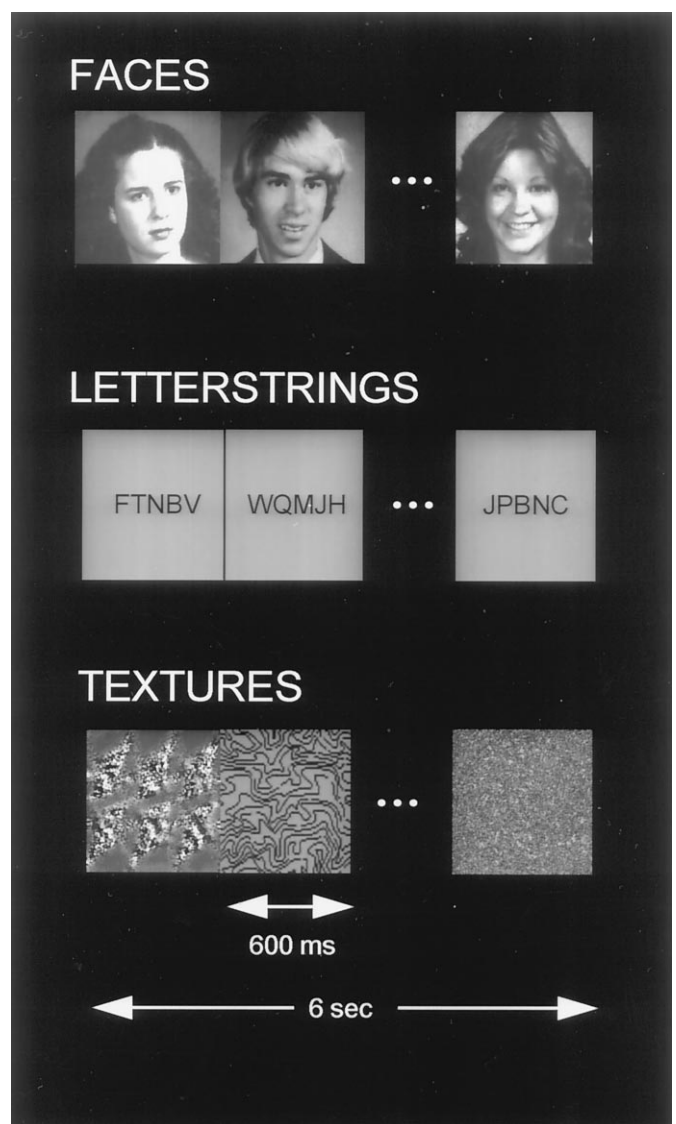 FACES
...
LETTERSTRINGS
FTNBV WQMJH ... JPBNC
TEXTURES
...
600 ms
6 sec